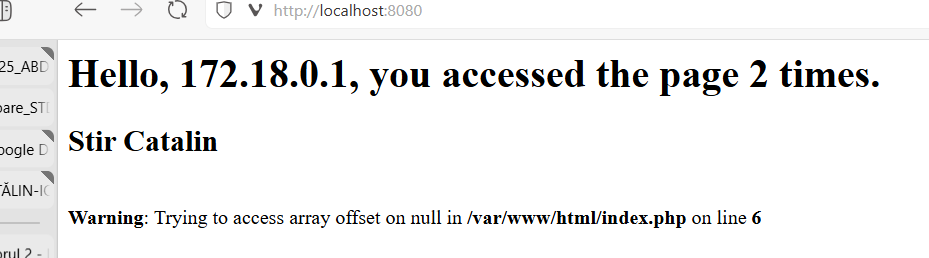 http://localhost:8080
25_ABD
Hello, 172.18.0.1, you accessed the page 2 times.
oare_STI
Stir Catalin
oogle D
ĂLIN-IC
Warning: Trying to access array offset on null in /var/www/html/index.php on line 6
orul 2 -